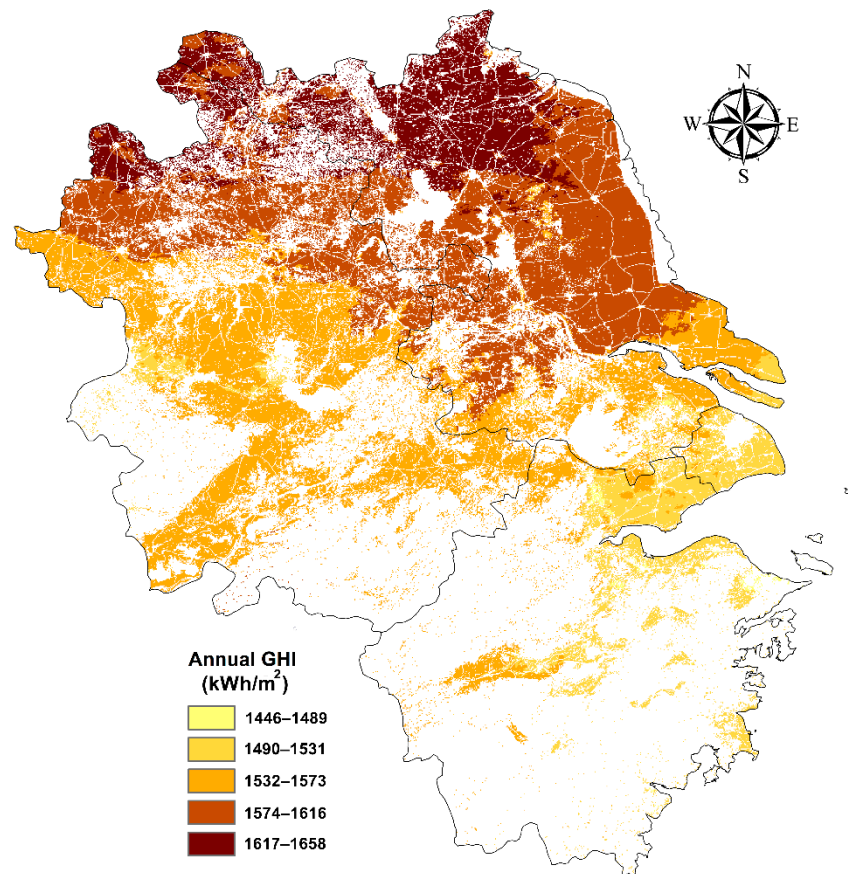 N
W E
S
Annual GHI
(kWh/m²)
1446–1489
1490–1531
1532–1573
1574–1616
1617–1658